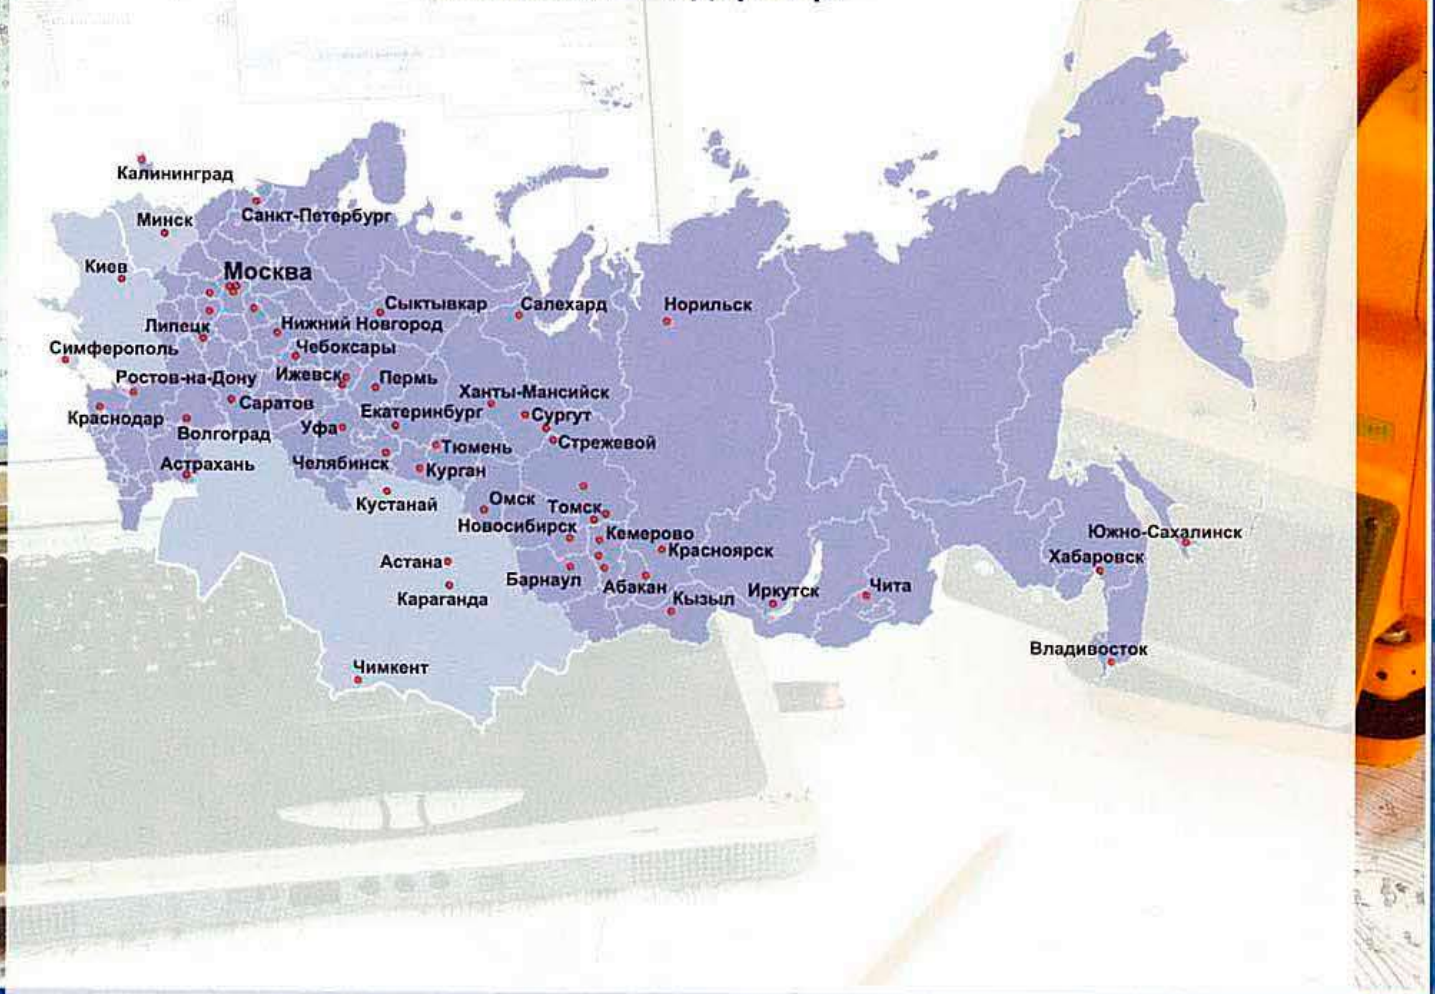 Калининград
Санкт-Петербург
Минск
Киев
Москва
Сыктывкар
Салехард
Норильск
Липецк
Нижний Новгород
Симферополь
Чебоксары
Ростов-на-Дону
Ижевск
Пермь
Ханты-Мансийск
Краснодар
Саратов
Екатеринбург
Сургут
Волгоград
Уфа
Тюмень
Стрежевой
Астрахань
Челябинск
Курган
Кустанай
Омск
Томск
Новосибирск
Кемерово
Южно-Сахалинск
Красноярск
Хабаровск
Астана
Барнаул
Абакан
Иркутск
Чита
Караганда
Кызыл
Владивосток
Чимкент